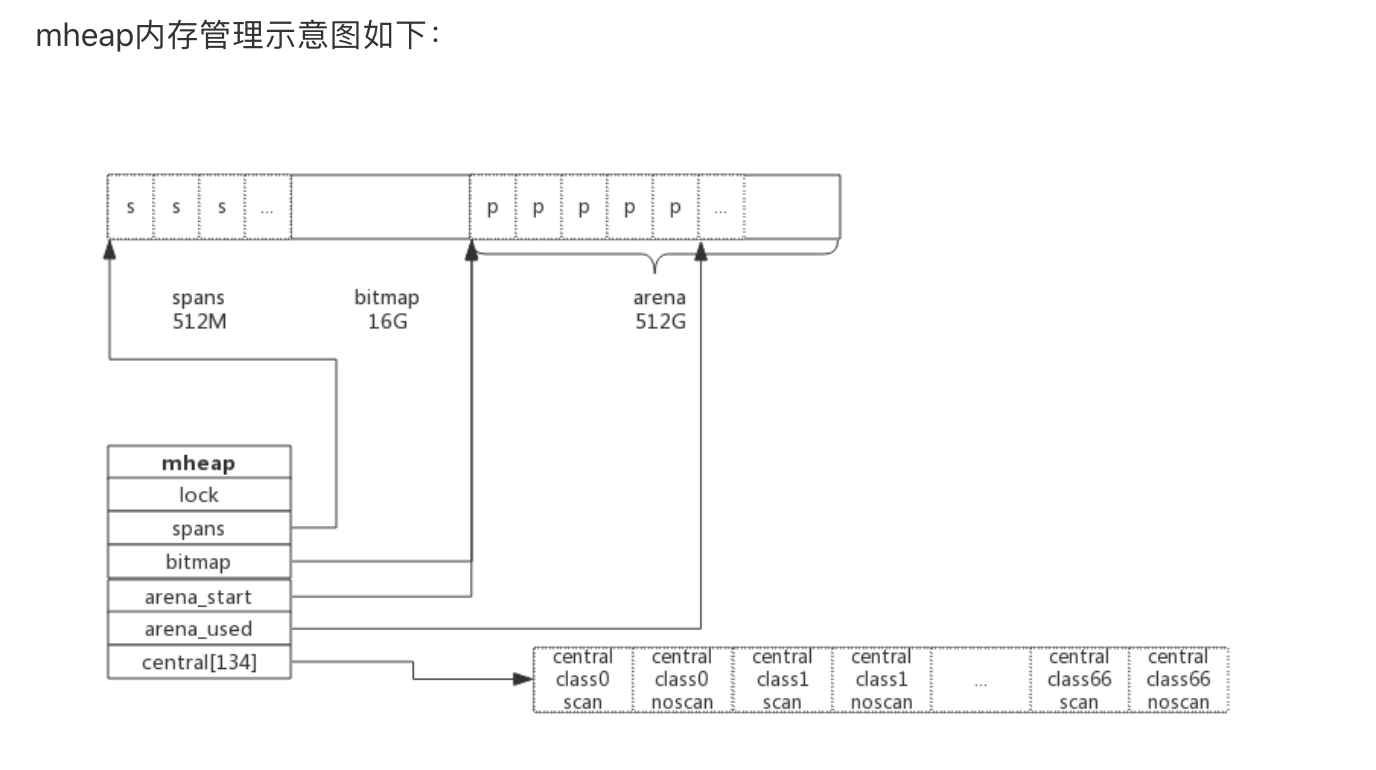 mheap内存管理示意图如下：
s s s ... p p p p p ...
spans bitmap arena
512M 16G 512G
mheap
lock
spans
bitmap
arena_start
arena_used
central[134]
central central central central central central
class0 class0 class1 class1 ... class66 class66
scan noscan scan noscan scan noscan